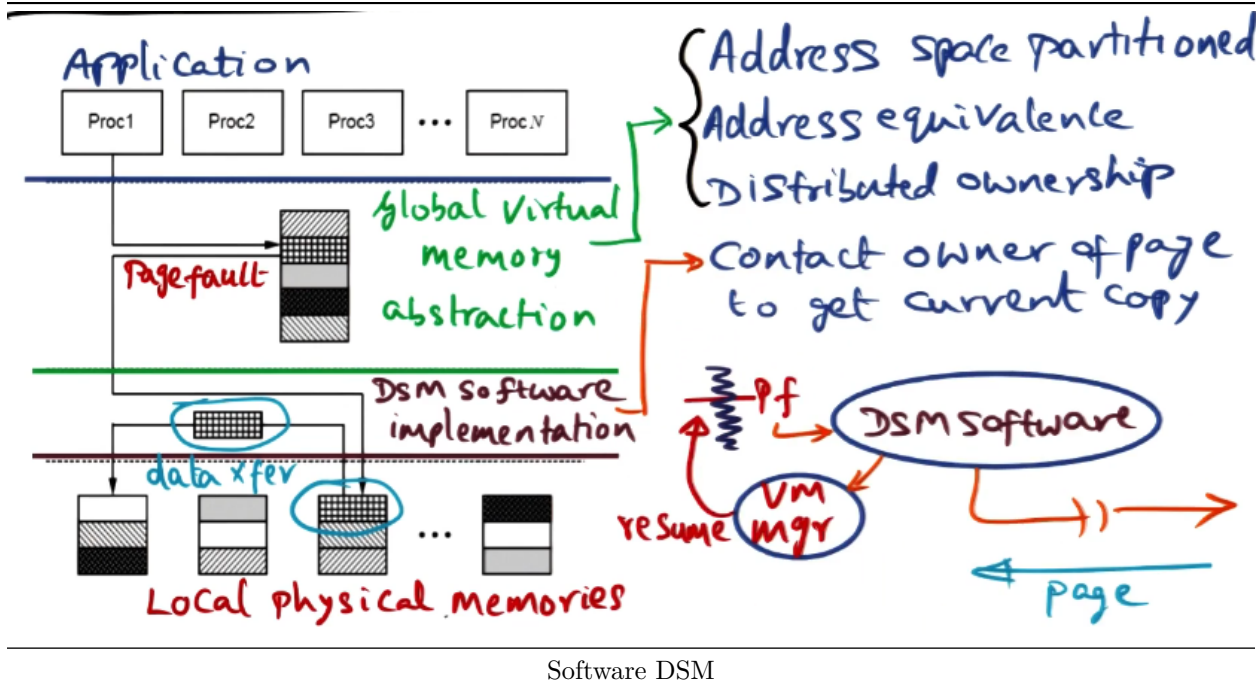 Application
Proc1 Proc2 Proc3 ••• Proc N
Global Virtual
memory
abstraction
Page fault
DSM software
implementation
data xfer
•••
Local physical memories
Address space partitioned
Address equivalence
Distributed ownership
Contact owner of page
to get current copy
Pf
DSM software
VM
mgr
resume
page
Software DSM